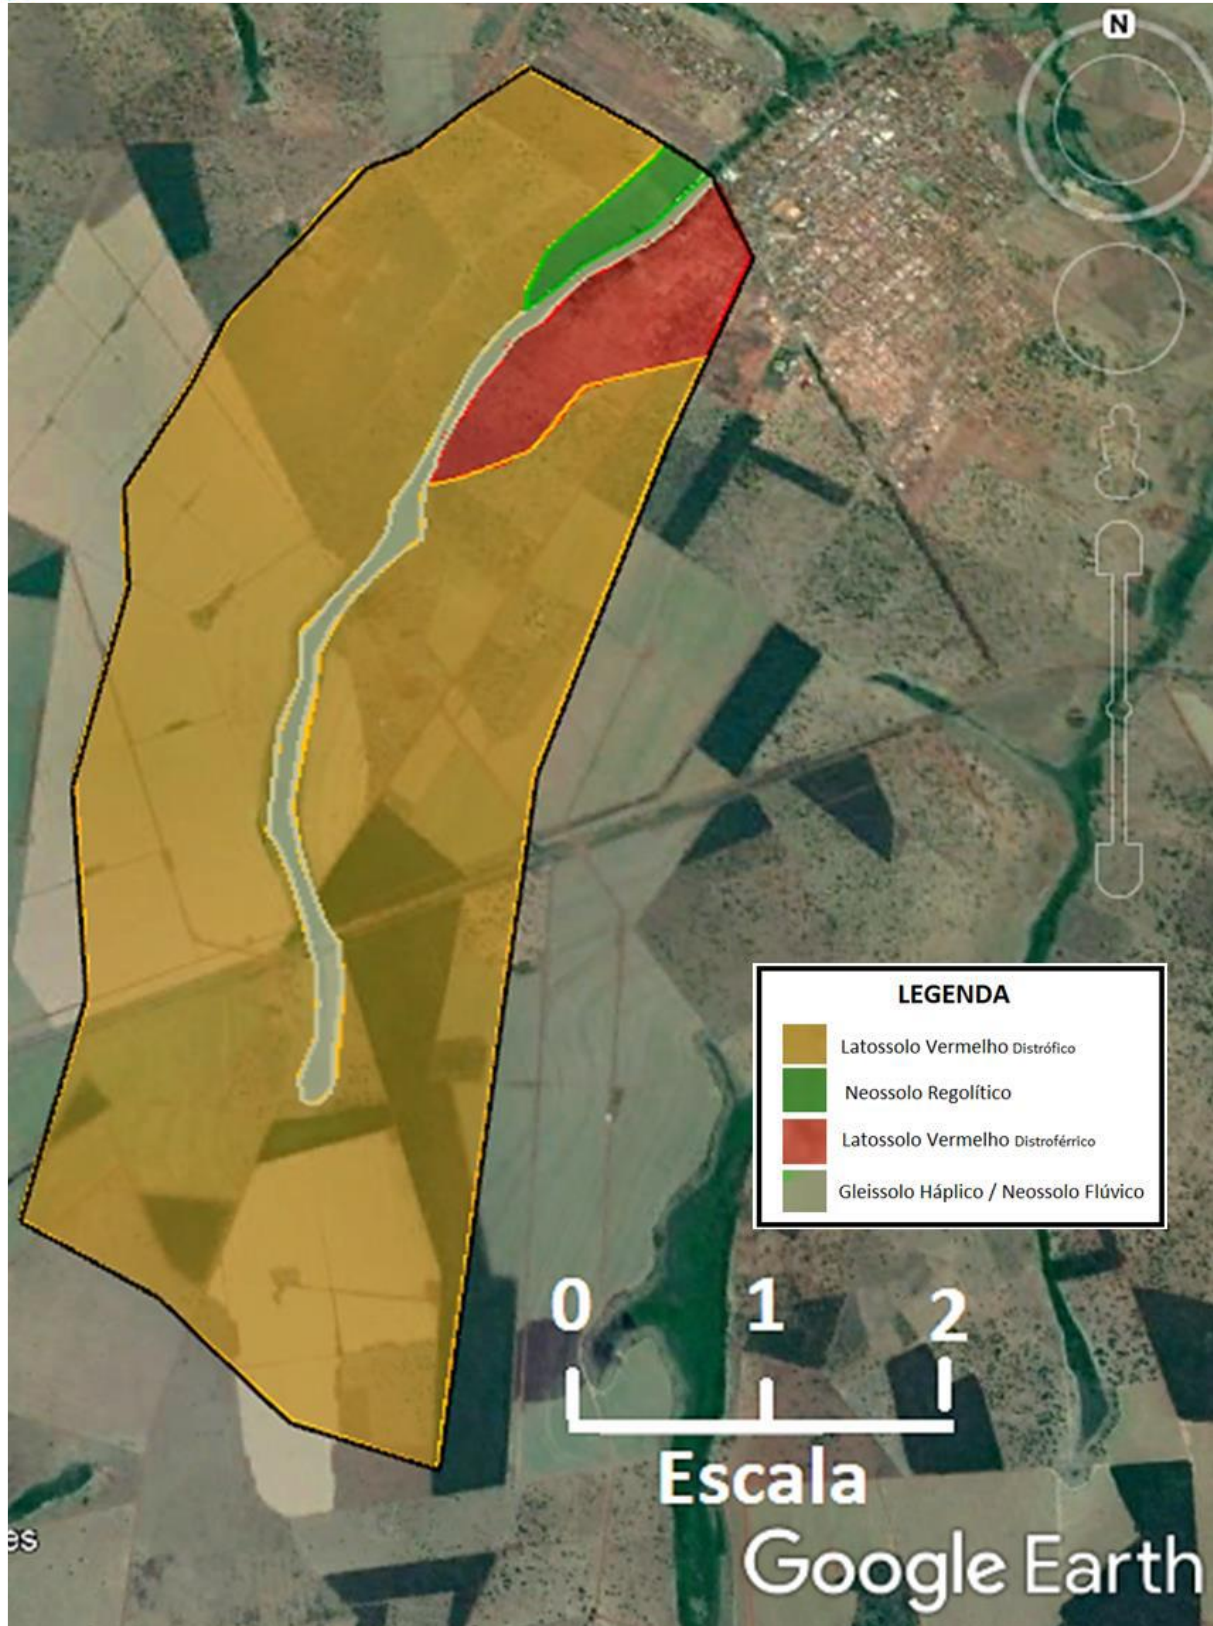 N
LEGENDA
Latossolo Vermelho Distrófico
Neossolo Regolítico
Latossolo Vermelho Distroférrico
Gleissolo Háplico / Neossolo Flúvico
0 1 2
Escala
es
Google Earth